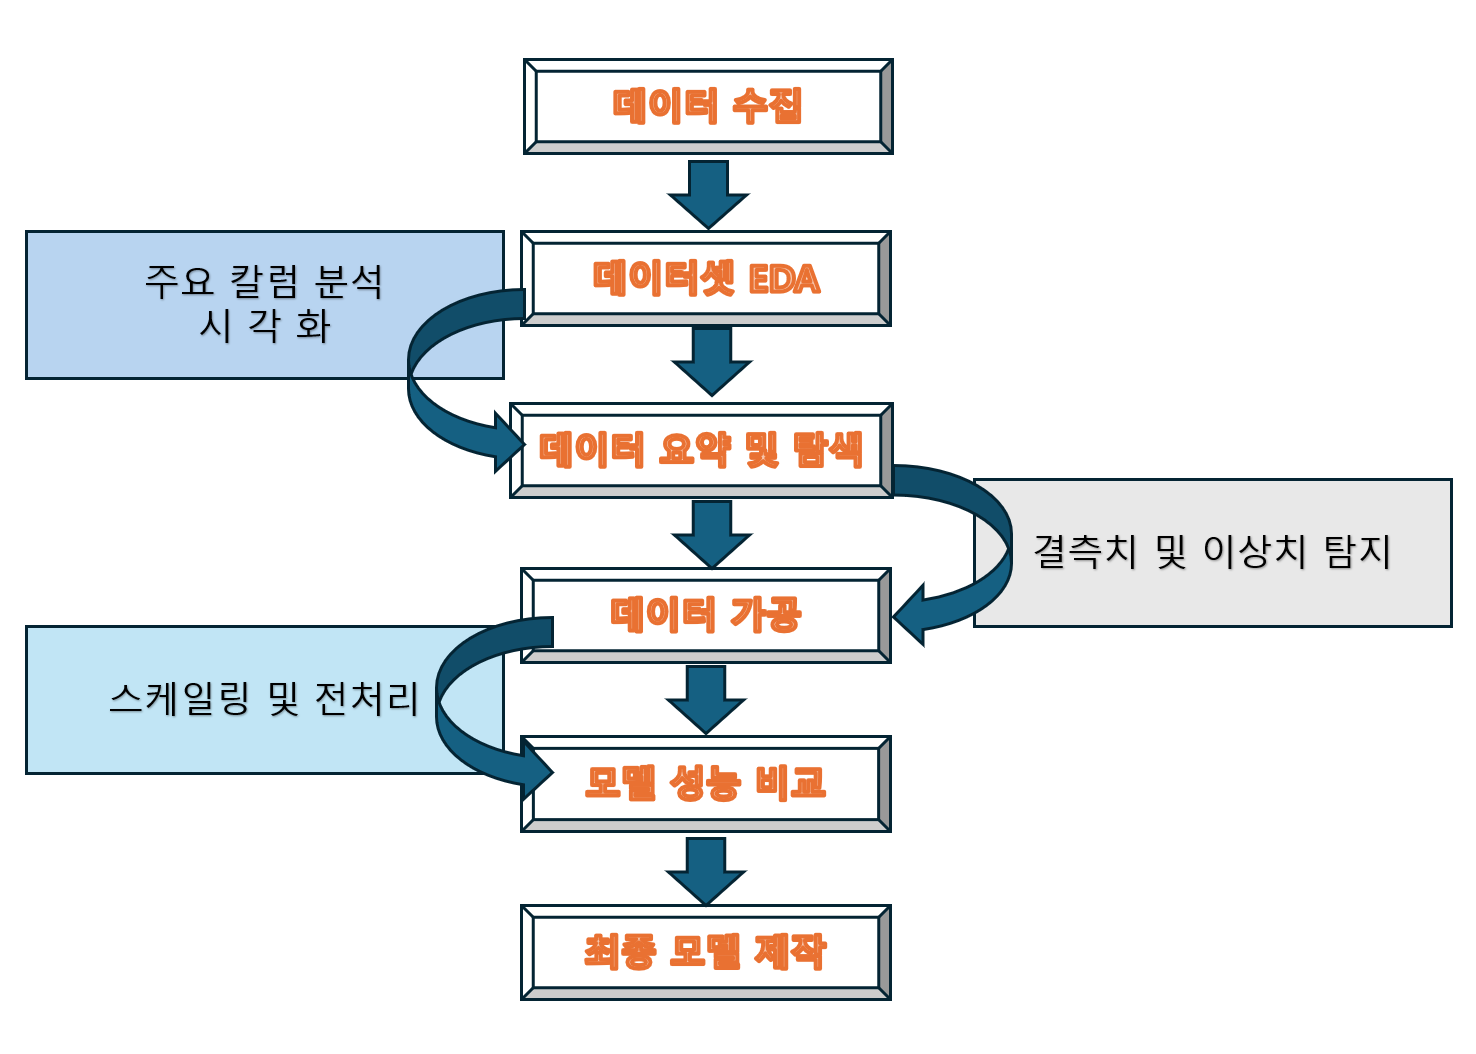 데이터 수집
데이터셋 EDA
주요 칼럼 분석
시 각 화
데이터 요약 및 탐색
결측치 및 이상치 탐지
데이터 가공
스케일링 및 전처리
모델 성능 비교
최종 모델 제작